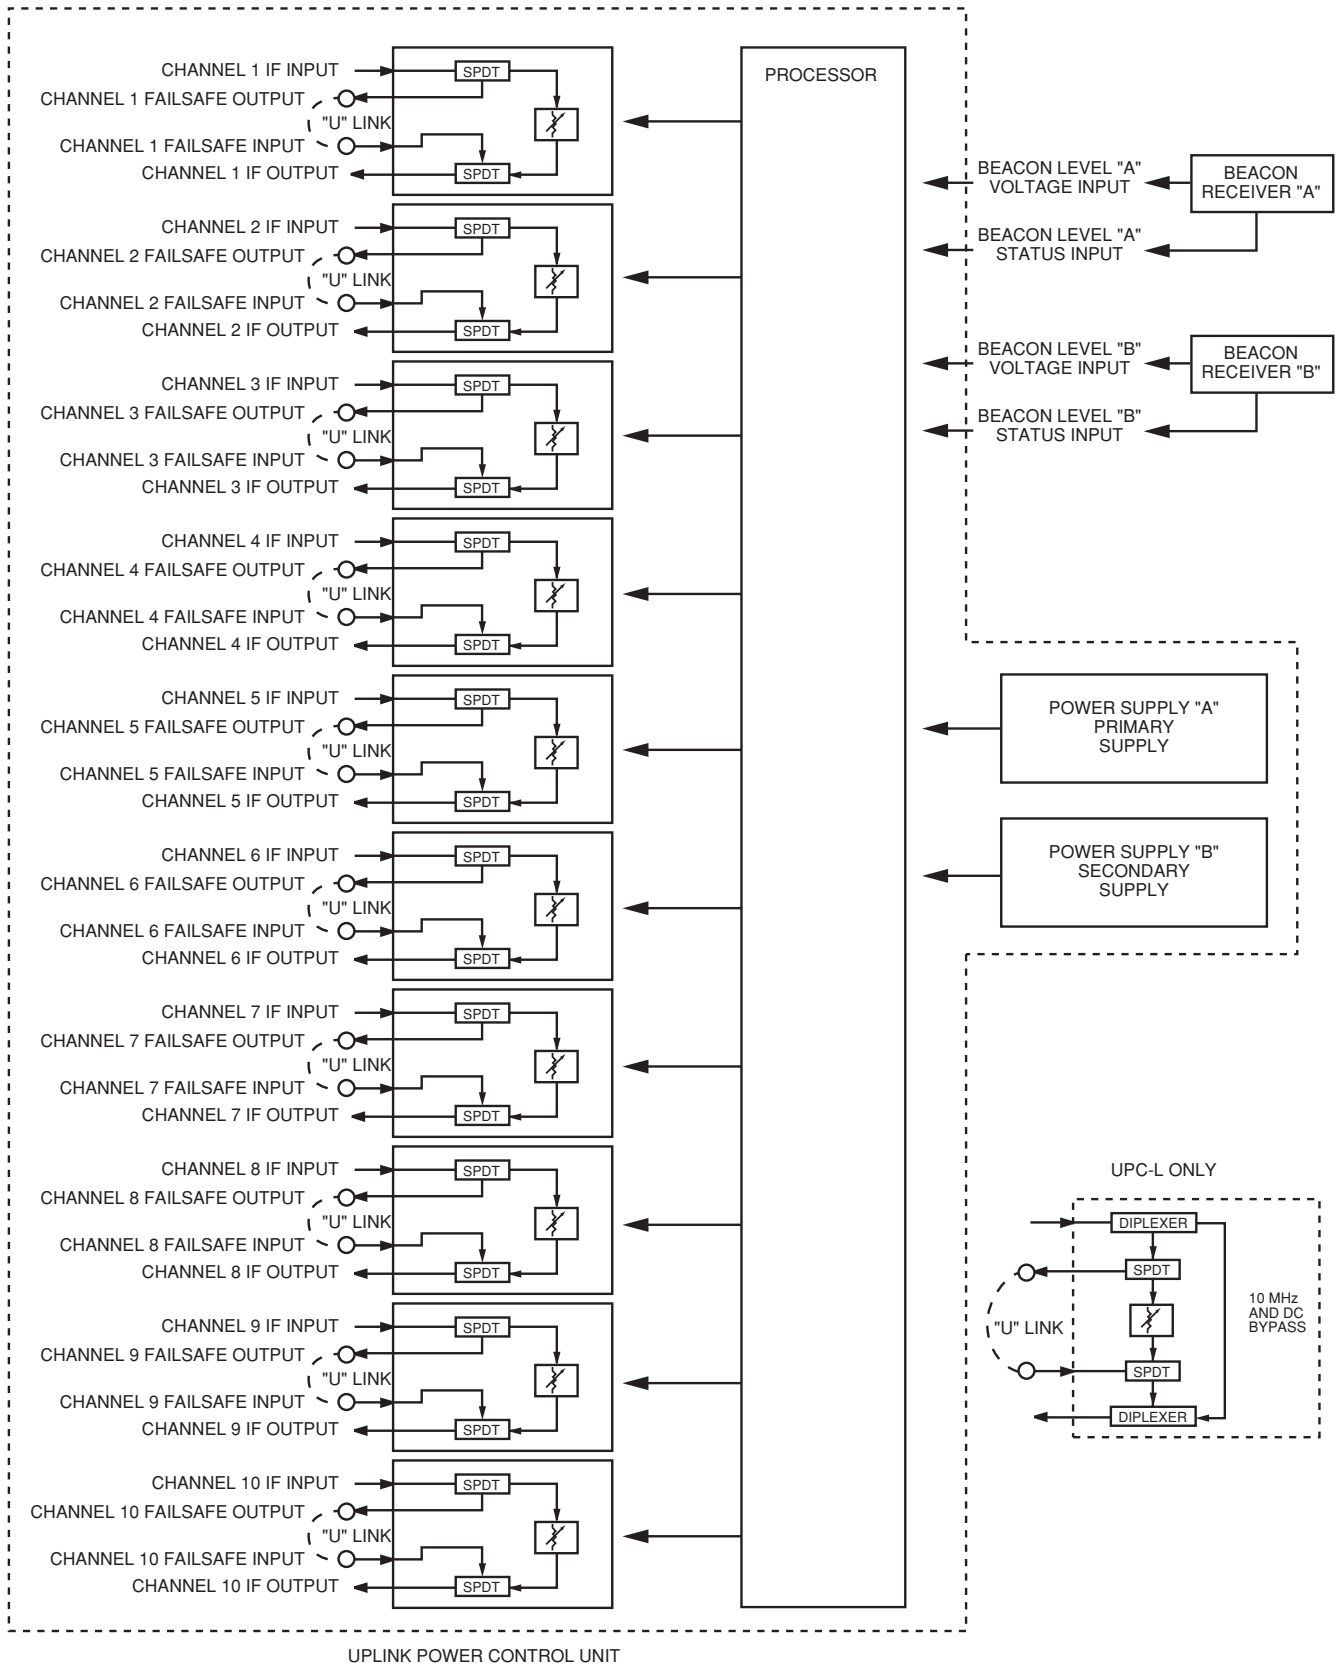 PROCESSOR
CHANNEL 1 IF INPUT
SPDT
CHANNEL 1 FAILSAFE OUTPUT
"U" LINK
CHANNEL 1 FAILSAFE INPUT
CHANNEL 1 IF OUTPUT
SPDT
CHANNEL 2 IF INPUT
SPDT
CHANNEL 2 FAILSAFE OUTPUT
"U" LINK
CHANNEL 2 FAILSAFE INPUT
CHANNEL 2 IF OUTPUT
SPDT
CHANNEL 3 IF INPUT
SPDT
CHANNEL 3 FAILSAFE OUTPUT
"U" LINK
CHANNEL 3 FAILSAFE INPUT
CHANNEL 3 IF OUTPUT
SPDT
CHANNEL 4 IF INPUT
SPDT
CHANNEL 4 FAILSAFE OUTPUT
"U" LINK
CHANNEL 4 FAILSAFE INPUT
CHANNEL 4 IF OUTPUT
SPDT
CHANNEL 5 IF INPUT
SPDT
CHANNEL 5 FAILSAFE OUTPUT
"U" LINK
CHANNEL 5 FAILSAFE INPUT
CHANNEL 5 IF OUTPUT
SPDT
CHANNEL 6 IF INPUT
SPDT
CHANNEL 6 FAILSAFE OUTPUT
"U" LINK
CHANNEL 6 FAILSAFE INPUT
CHANNEL 6 IF OUTPUT
SPDT
CHANNEL 7 IF INPUT
SPDT
CHANNEL 7 FAILSAFE OUTPUT
"U" LINK
CHANNEL 7 FAILSAFE INPUT
CHANNEL 7 IF OUTPUT
SPDT
CHANNEL 8 IF INPUT
SPDT
CHANNEL 8 FAILSAFE OUTPUT
"U" LINK
CHANNEL 8 FAILSAFE INPUT
CHANNEL 8 IF OUTPUT
SPDT
CHANNEL 9 IF INPUT
SPDT
CHANNEL 9 FAILSAFE OUTPUT
"U" LINK
CHANNEL 9 FAILSAFE INPUT
CHANNEL 9 IF OUTPUT
SPDT
CHANNEL 10 IF INPUT
SPDT
CHANNEL 10 FAILSAFE OUTPUT
"U" LINK
CHANNEL 10 FAILSAFE INPUT
CHANNEL 10 IF OUTPUT
SPDT
BEACON LEVEL "A"
VOLTAGE INPUT
BEACON
RECEIVER "A"
BEACON LEVEL "A"
STATUS INPUT
BEACON LEVEL "B"
VOLTAGE INPUT
BEACON
RECEIVER "B"
BEACON LEVEL "B"
STATUS INPUT
POWER SUPPLY "A"
PRIMARY
SUPPLY
POWER SUPPLY "B"
SECONDARY
SUPPLY
UPC-L ONLY
DIPLEXER
SPDT
10 MHz
AND DC
BYPASS
"U" LINK
SPDT
DIPLEXER
UPLINK POWER CONTROL UNIT